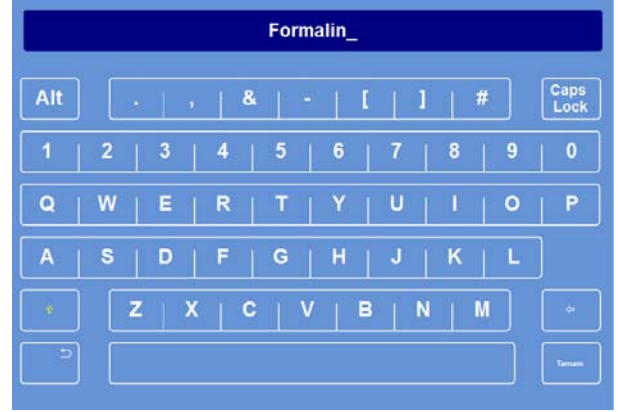 Formalin_
Alt . , & - [ ] # Caps Lock
1 2 3 4 5 6 7 8 9 0
Q W E R T Y U I O P
A S D F G H J K L
Z X C V B N M
Tamam